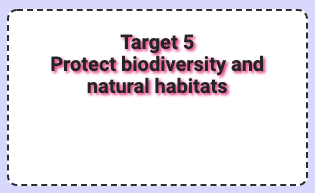 Target 5
Protect biodiversity and
natural habitats